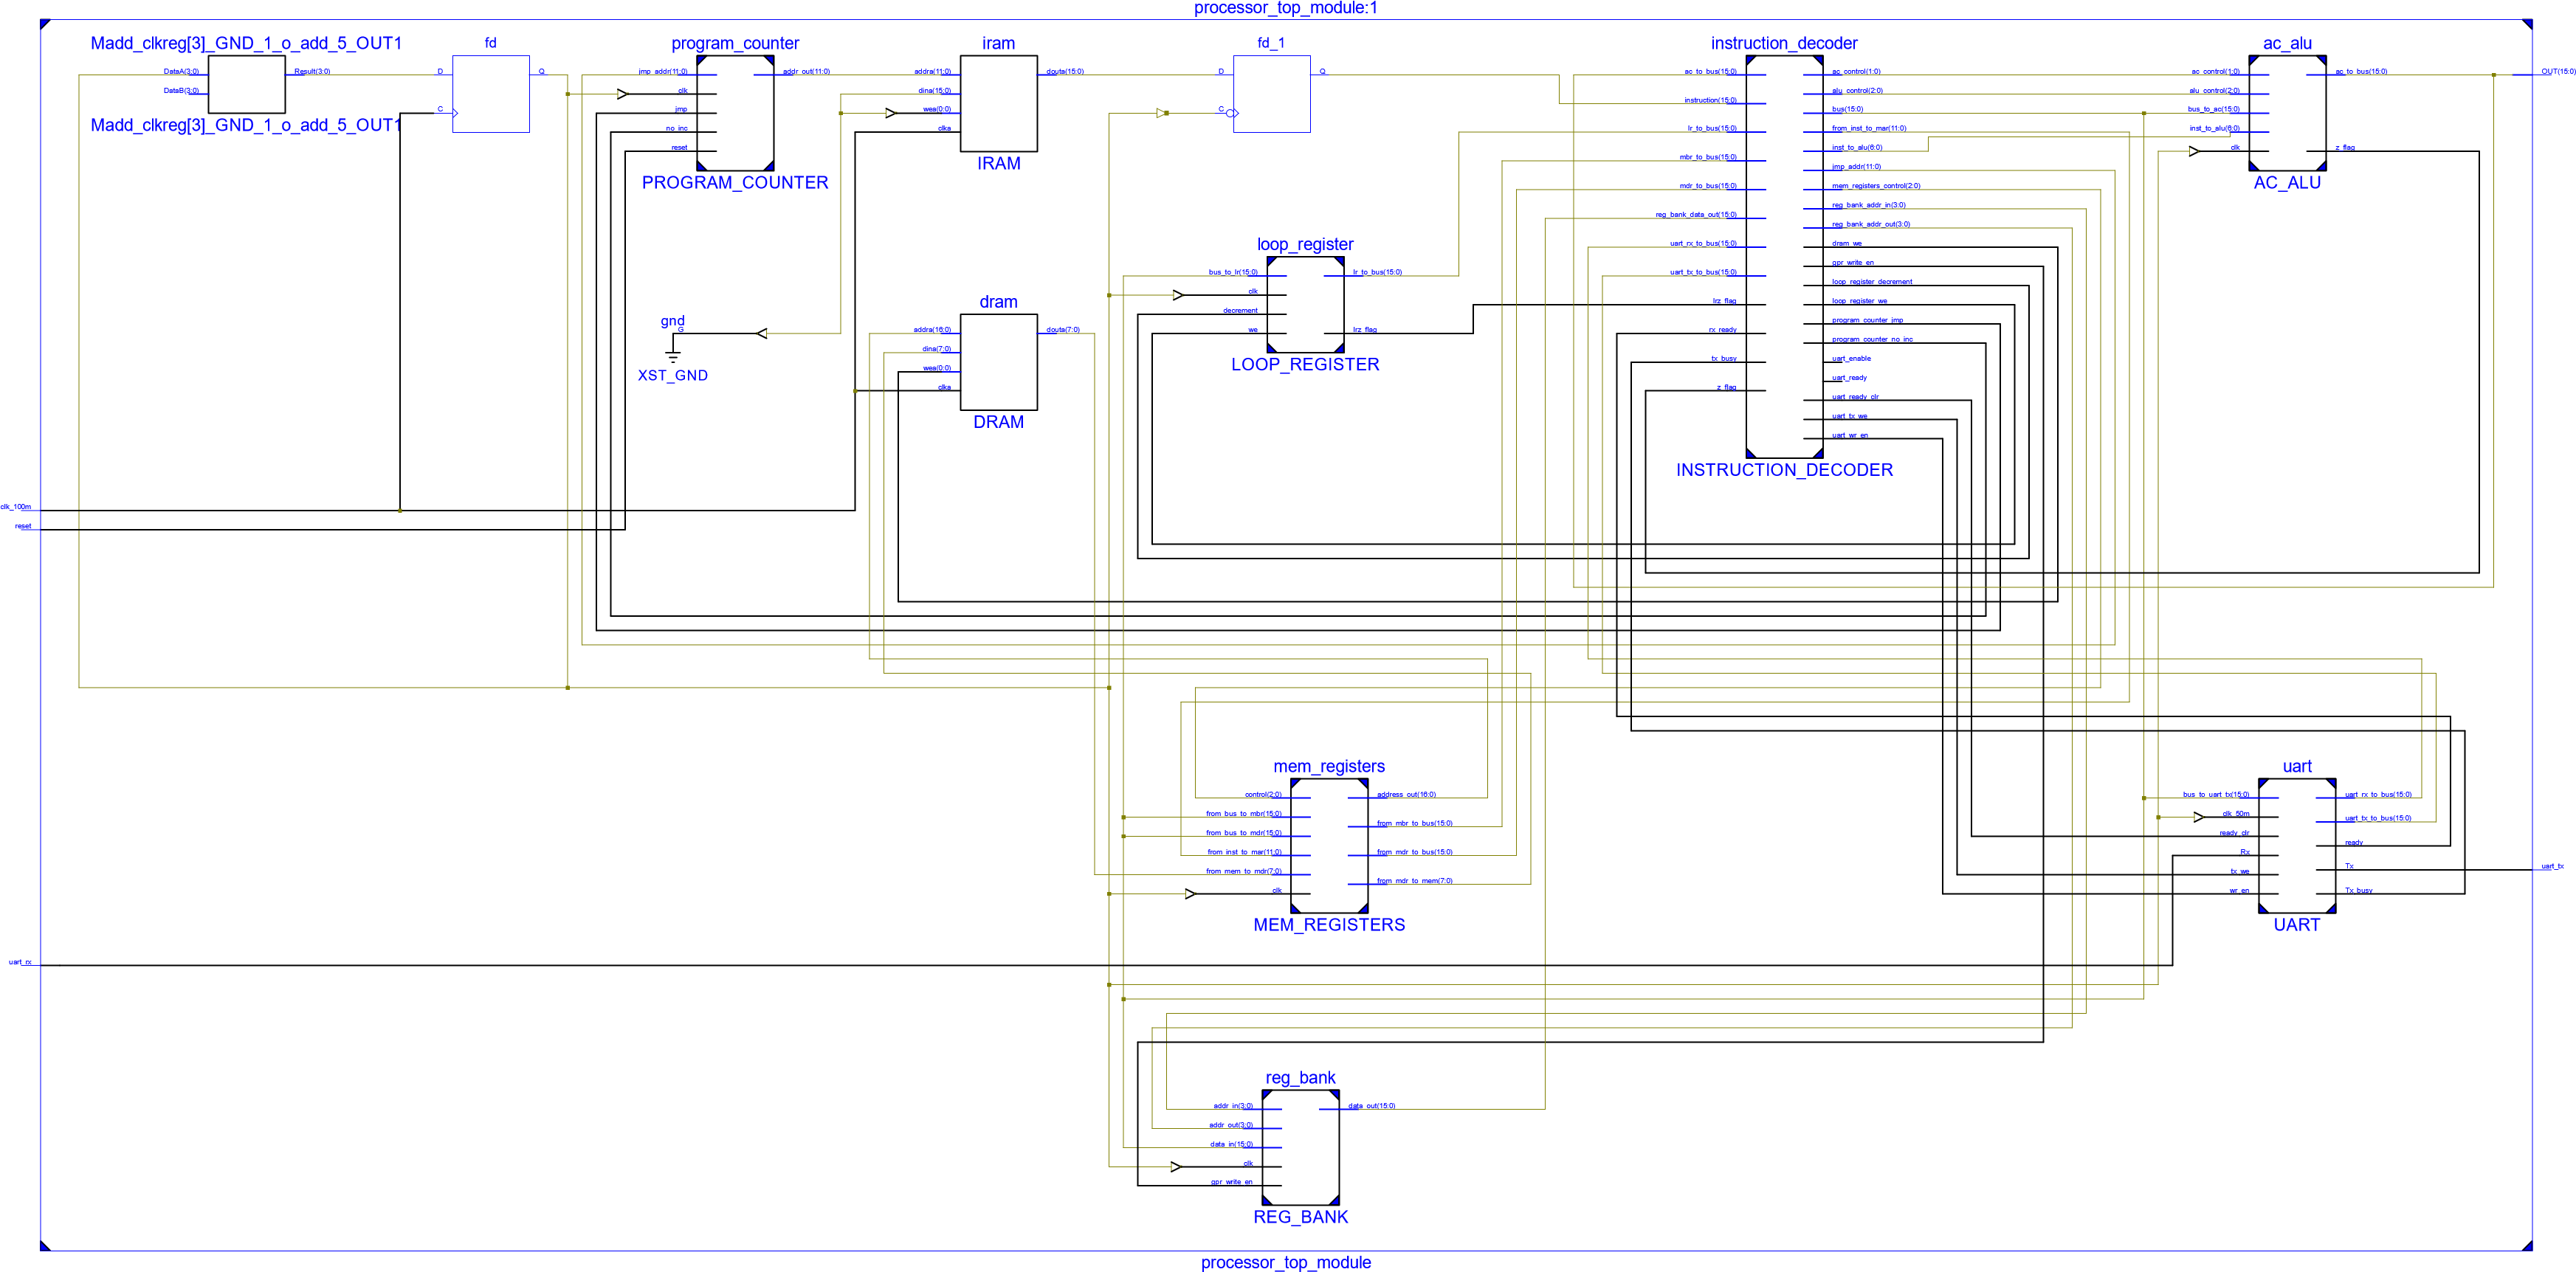 processor_top_module:1
Madd_clkreg[3]_GND_1_o_add_5_OUT1
DataA(3:0)
DataB(3:0)
Result(3:0)
Madd_clkreg[3]_GND_1_o_add_5_OUT1
fd
D
C
Q
program_counter
jmp_addr(11:0)
clk
jmp
no_inc
reset
addr_out(11:0)
PROGRAM_COUNTER
iram
addra(11:0)
dina(15:0)
wea(0:0)
clka
douta(15:0)
IRAM
fd_1
D
C
Q
instruction_decoder
ac_to_bus(15:0)
instruction(15:0)
lr_to_bus(15:0)
mbr_to_bus(15:0)
mdr_to_bus(15:0)
reg_bank_data_out(15:0)
uart_rx_to_bus(15:0)
uart_tx_to_bus(15:0)
lrz_flag
rx_ready
tx_busy
z_flag
ac_control(1:0)
alu_control(2:0)
bus(15:0)
from_inst_to_mar(11:0)
inst_to_alu(6:0)
jmp_addr(11:0)
mem_registers_control(2:0)
reg_bank_addr_in(3:0)
reg_bank_addr_out(3:0)
dram_we
gpr_write_en
loop_register_decrement
loop_register_we
program_counter_jmp
program_counter_no_inc
uart_enable
uart_ready
uart_ready_clr
uart_tx_we
uart_wr_en
INSTRUCTION_DECODER
ac_alu
ac_control(1:0)
alu_control(2:0)
bus_to_ac(15:0)
inst_to_alu(6:0)
clk
ac_to_bus(15:0)
z_flag
AC_ALU
OUT(15:0)
loop_register
bus_to_lr(15:0)
clk
decrement
we
lr_to_bus(15:0)
lrz_flag
LOOP_REGISTER
gnd
G
XST_GND
dram
addra(16:0)
dina(7:0)
wea(0:0)
clka
douta(7:0)
DRAM
clk_100m
reset
mem_registers
control(2:0)
from_bus_to_mbr(15:0)
from_bus_to_mdr(15:0)
from_inst_to_mar(11:0)
from_mem_to_mdr(7:0)
clk
address_out(16:0)
from_mbr_to_bus(15:0)
from_mdr_to_bus(15:0)
from_mdr_to_mem(7:0)
MEM_REGISTERS
uart
bus_to_uart_tx(15:0)
clk_50m
ready_clr
Rx
tx_we
wr_en
uart_rx_to_bus(15:0)
uart_tx_to_bus(15:0)
ready
Tx
Tx_busy
UART
uart_tx
uart_rx
reg_bank
addr_in(3:0)
addr_out(3:0)
data_in(15:0)
clk
gpr_write_en
data_out(15:0)
REG_BANK
processor_top_module